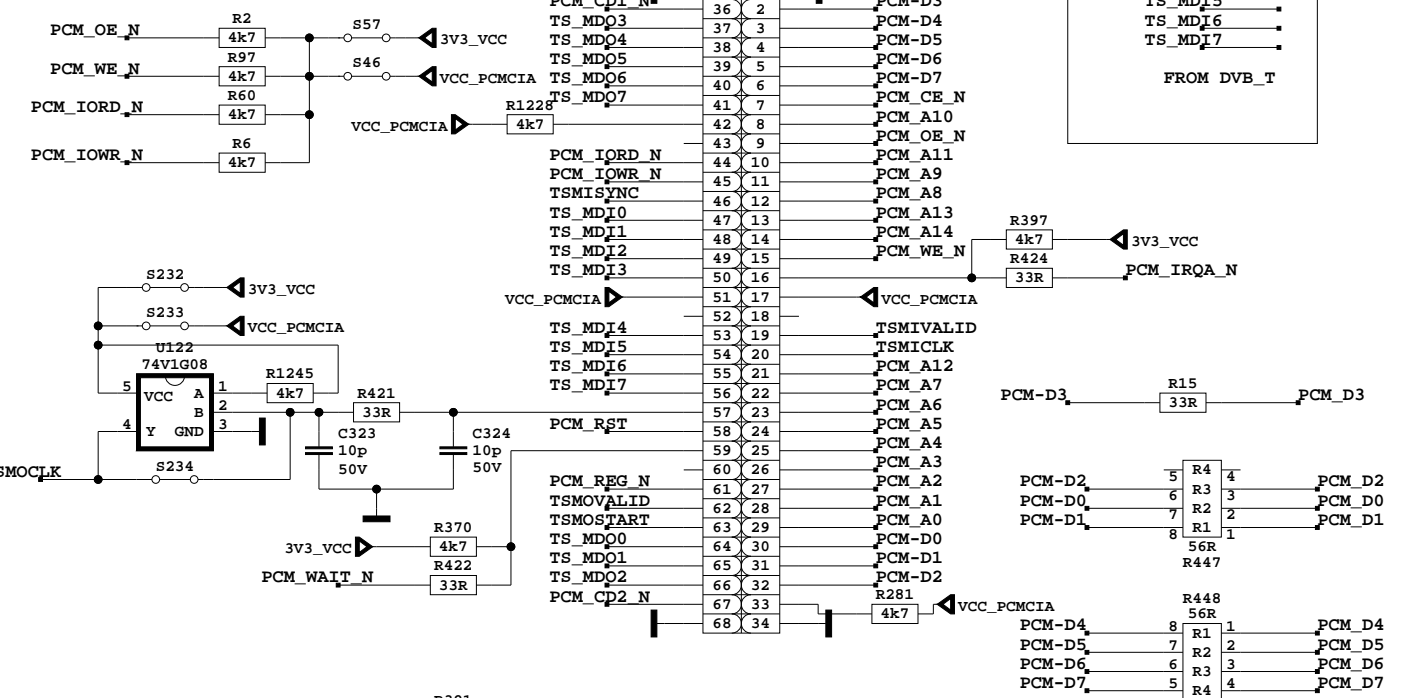 PCM_OE_N R2 4k7 S57 3V3_VCC
PCM_WE_N R97 4k7 S46 VCC_PCMCIA
PCM_IORD_N R60 4k7
PCM_IOWR_N R6 4k7
VCC_PCMCIA R1228 4k7
PCM_CD1_N 36 2 PCM-D3
TS_MDO3 37 3 PCM-D4
TS_MDO4 38 4 PCM-D5
TS_MDO5 39 5 PCM-D6
TS_MDO6 40 6 PCM-D7
TS_MDO7 41 7 PCM_CE_N
42 8 PCM_A10
43 9 PCM_OE_N
PCM_IORD_N 44 10 PCM_A11
PCM_IOWR_N 45 11 PCM_A9
TSMISYNC 46 12 PCM_A8
TS_MDI0 47 13 PCM_A13
TS_MDI1 48 14 PCM_A14
TS_MDI2 49 15 PCM_WE_N
TS_MDI3 50 16
VCC_PCMCIA 51 17 VCC_PCMCIA
52 18
TS_MDI4 53 19 TSMIVALID
TS_MDI5 54 20 TSMICLK
TS_MDI6 55 21 PCM_A12
TS_MDI7 56 22 PCM_A7
57 23 PCM_A6
PCM_RST 58 24 PCM_A5
59 25 PCM_A4
60 26 PCM_A3
PCM_REG_N 61 27 PCM_A2
TSMOVALID 62 28 PCM_A1
TSMOSTART 63 29 PCM_A0
TS_MDO0 64 30 PCM-D0
TS_MDO1 65 31 PCM-D1
TS_MDO2 66 32 PCM-D2
PCM_CD2_N 67 33
68 34
R281 4k7 VCC_PCMCIA
TS_MDI5
TS_MDI6
TS_MDI7
FROM DVB_T
R397 4k7 3V3_VCC
R424 33R PCM_IRQA_N
S232 3V3_VCC
S233 VCC_PCMCIA
U122
74V1G08
5 VCC A 1 R1245 4k7
B 2 R421 33R
4 Y GND 3
SMOCLK S234
C323 10p 50V
C324 10p 50V
3V3_VCC R370 4k7
PCM_WAIT_N R422 33R
PCM-D3 R15 33R PCM_D3
5 R4 4
PCM-D2 6 R3 3 PCM_D2
PCM-D0 7 R2 2 PCM_D0
PCM-D1 8 R1 1 PCM_D1
56R
R447
R448
56R
PCM-D4 8 R1 1 PCM_D4
PCM-D5 7 R2 2 PCM_D5
PCM-D6 6 R3 3 PCM_D6
PCM-D7 5 R4 4 PCM_D7